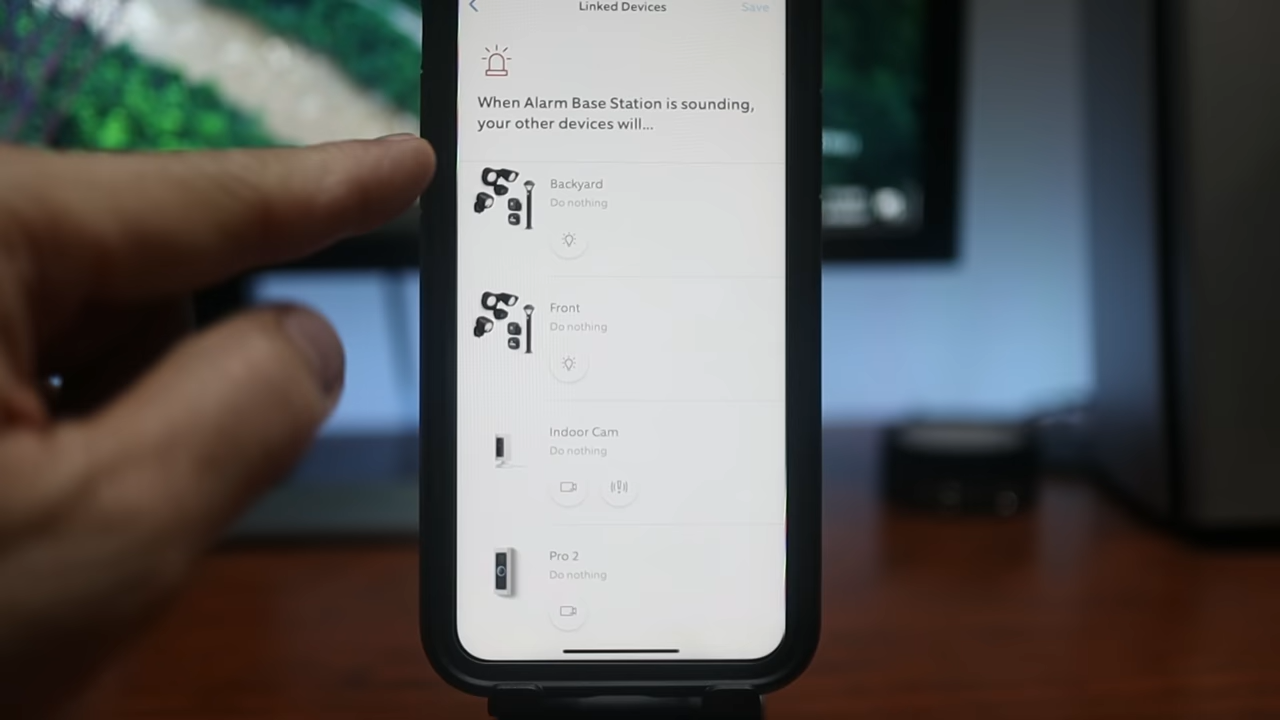 Linked Devices
Save
When Alarm Base Station is sounding,
your other devices will...
Backyard
Do nothing
Front
Do nothing
Indoor Cam
Do nothing
Pro 2
Do nothing